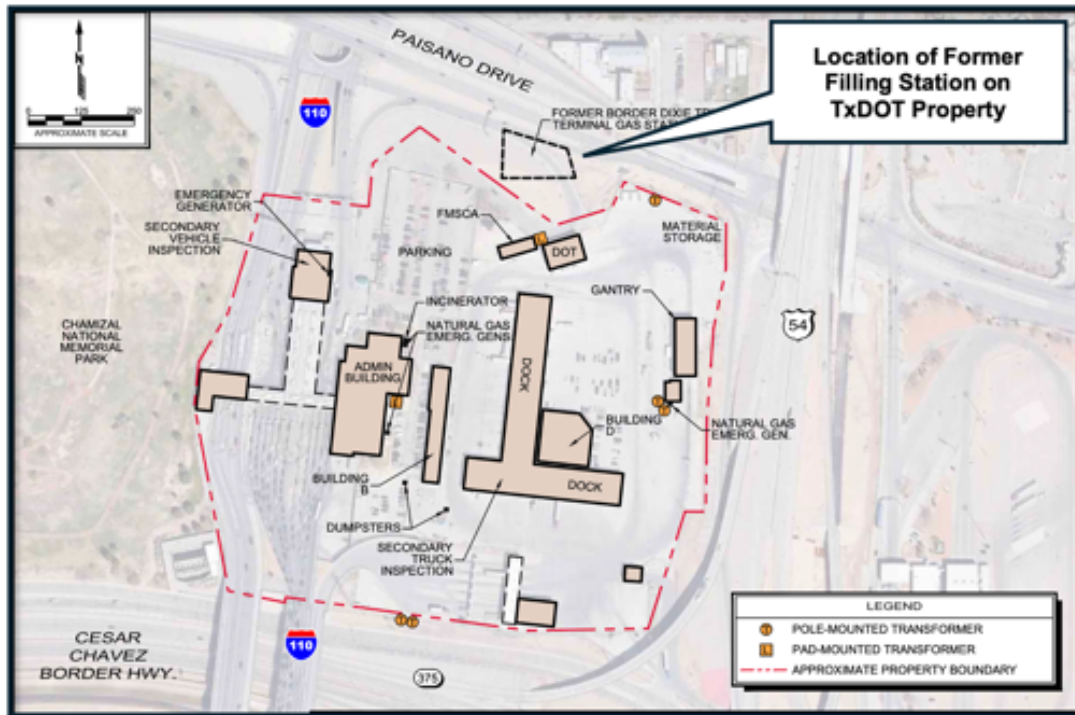 N
0 125 250
APPROXIMATE SCALE
PAISANO DRIVE
Location of Former
Filling Station on
TxDOT Property
110
FORMER BORDER DIXIE
TERMINAL GAS
EMERGENCY
GENERATOR
SECONDARY
VEHICLE
INSPECTION
FMSCA
DOT
MATERIAL
STORAGE
PARKING
GANTRY
INCINERATOR
NATURAL GAS
EMERG. GENS.
CHAMIZAL
NATIONAL
MEMORIAL
PARK
54
ADMIN
BUILDING
DOCK
BUILDING
D
NATURAL GAS
EMERG. GEN.
BUILDING
B
DOCK
DUMPSTERS
SECONDARY
TRUCK
INSPECTION
CESAR
CHAVEZ
BORDER HWY.
110
375
LEGEND
T POLE-MOUNTED TRANSFORMER
PAD-MOUNTED TRANSFORMER
APPROXIMATE PROPERTY BOUNDARY